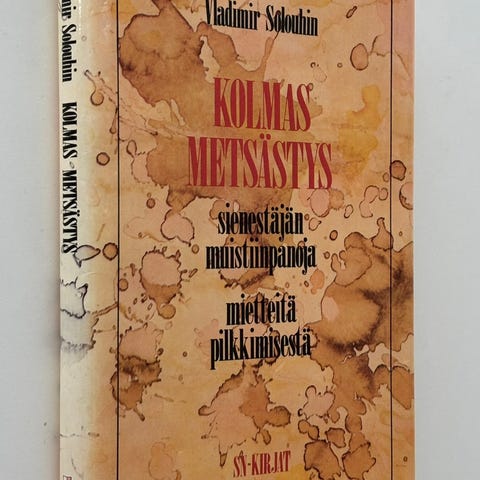 Vladimir Solouhin
KOLMAS
METSÄSTYS
sienestäjän
muistiinpanoja
mietteitä
pilkkimisestä
SN-KIRJAT
Solouhin KOLMAS METSÄSTYS